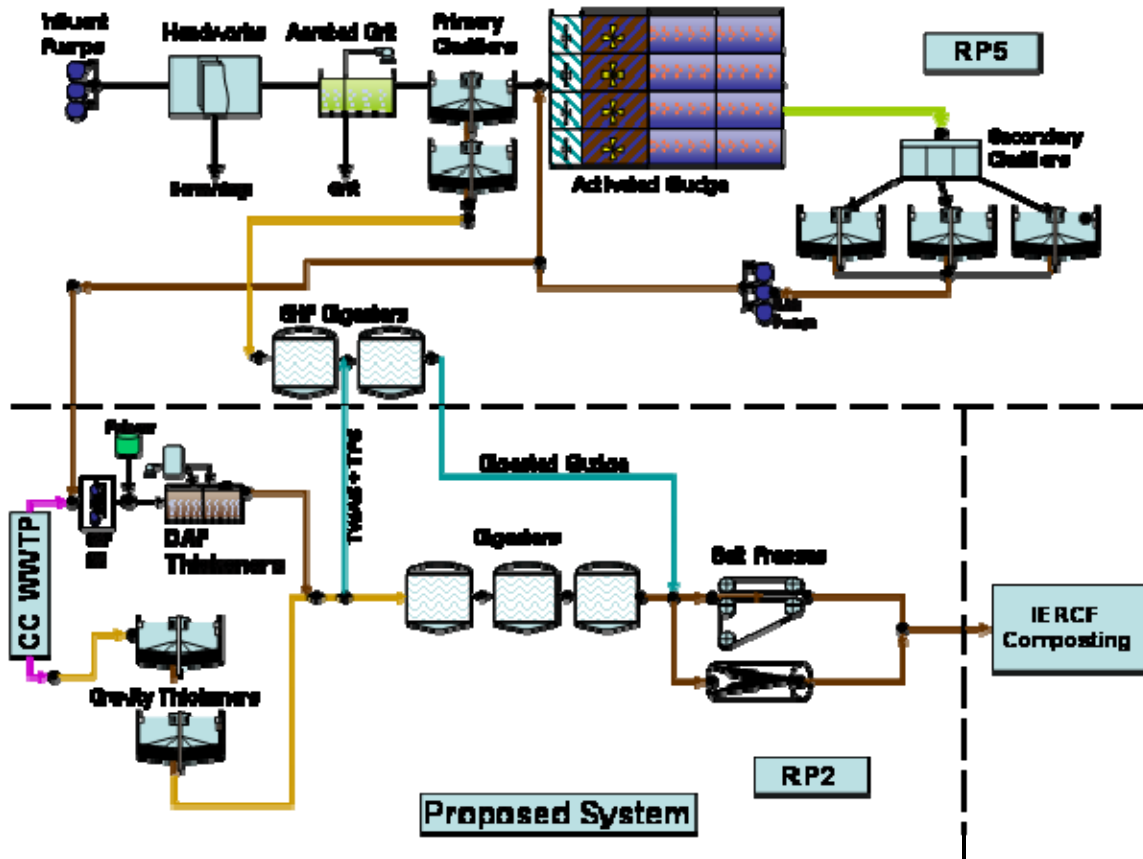 Influent
Pumps
Headworks
Aerated Grit
Primary
Clarifiers
RP5
Screenings
Grit
Activated Sludge
Secondary
Clarifiers
Digesters
TWAS + TPS
Digested Sludge
DAF
Thickeners
CC WWTP
Digesters
Belt Presses
IERCF
Composting
Gravity Thickeners
RP2
Proposed System